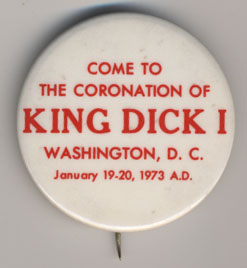 COME TO
THE CORONATION OF
KING DICK I
WASHINGTON, D. C.
January 19-20, 1973 A.D.